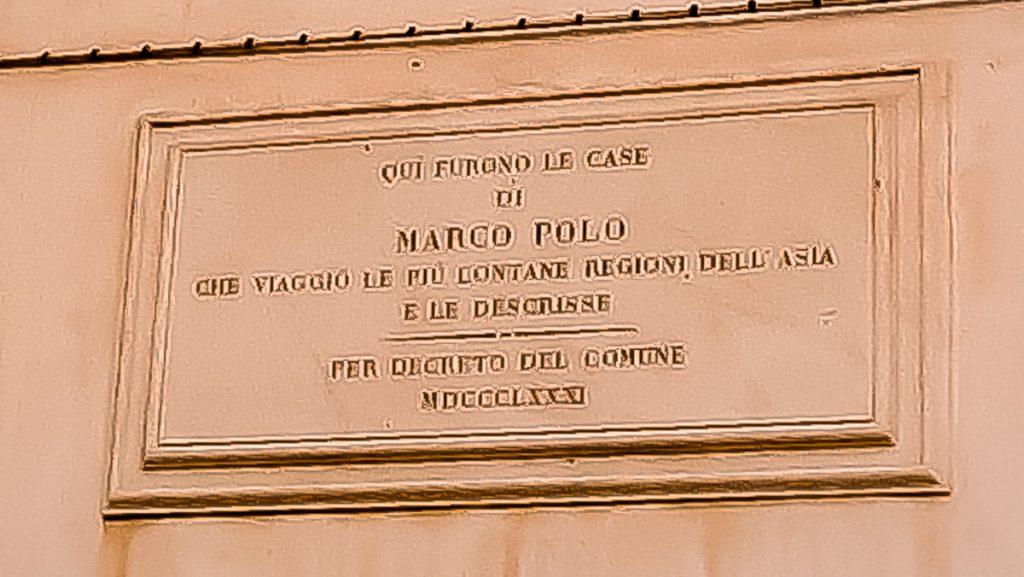 QUI FURONO LE CASE
DI
MARCO POLO
CHE VIAGGIÒ LE PIÙ LONTANE REGIONI DELL' ASIA
E LE DESCRISSE
PER DECRETO DEL COMUNE
MDCCCLXXXI